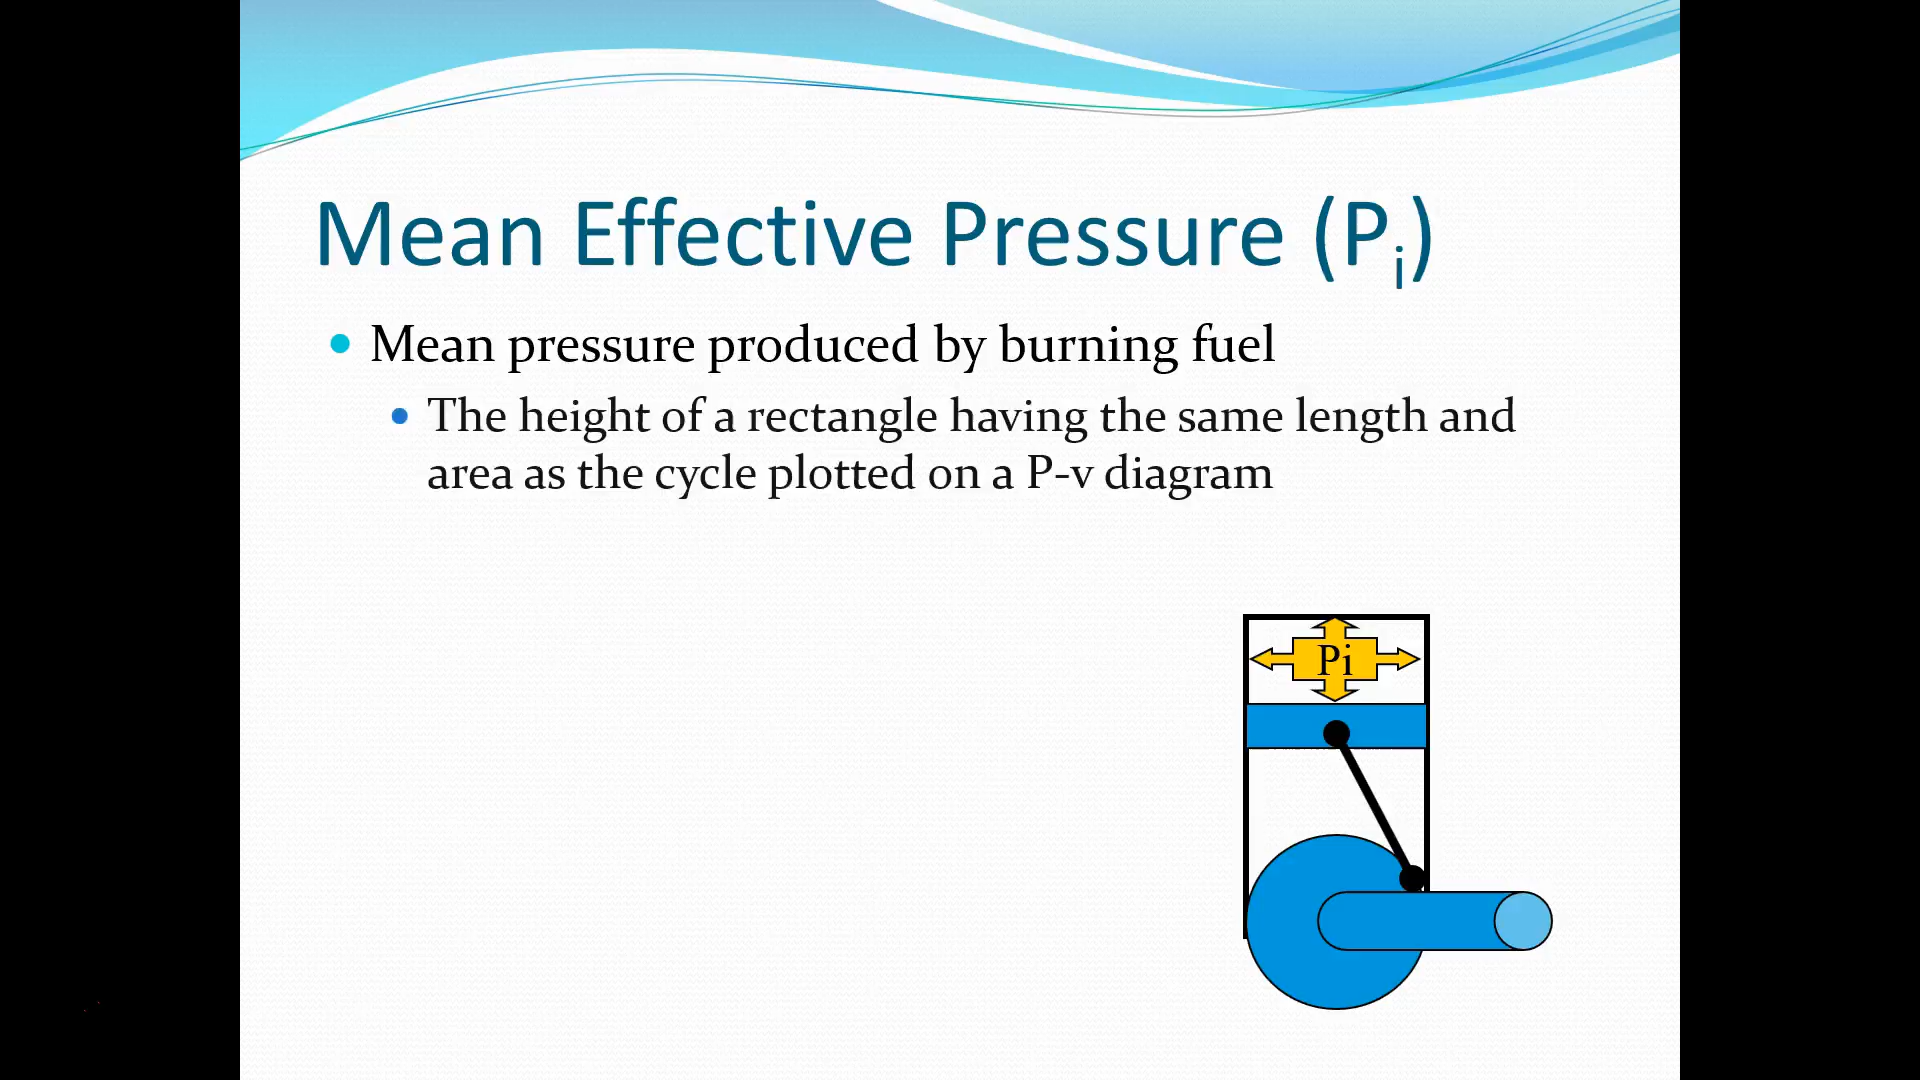 Mean Effective Pressure (Pi)
Mean pressure produced by burning fuel
The height of a rectangle having the same length and
area as the cycle plotted on a P-v diagram
Pi